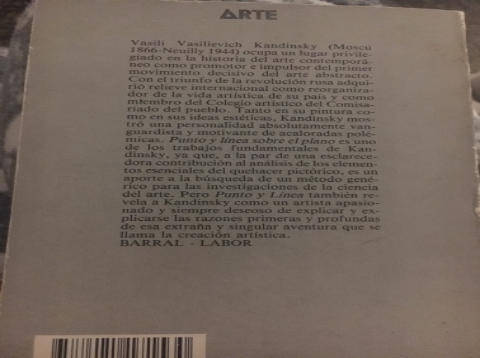 ARTE
Vasili Vasilievich Kandinsky (Moscú
1866-Neuilly 1944) ocupa un lugar privile-
giado en la historia del arte contemporá-
neo como promotor e impulsor del primer
movimiento decisivo del arte abstracto.
Con el triunfo de la revolución rusa adqui-
rió relieve internacional como reorganiza-
dor de la vida artística de su país y como
miembro del Colegio artístico del Comisa-
riado del pueblo. Tanto en su pintura co-
mo en sus ideas estéticas, Kandinsky mos-
tró una personalidad absolutamente van-
guardista y motivante de acaloradas polé-
micas. Punto y línea sobre el plano es uno
de los trabajos fundamentales de Kan-
dinsky, ya que, a la par de una esclarece-
dora contribución al análisis de los elemen-
tos esenciales del quehacer pictórico, es un
aporte a la búsqueda de un método gené-
rico para las investigaciones de la ciencia
del arte. Pero Punto y Línea también re-
vela a Kandinsky como un artista apasio-
nado y siempre deseoso de explicar y ex-
plicarse las razones primeras y profundas
de esa extraña y singular aventura que se
llama la creación artística.
BARRAL - LABOR